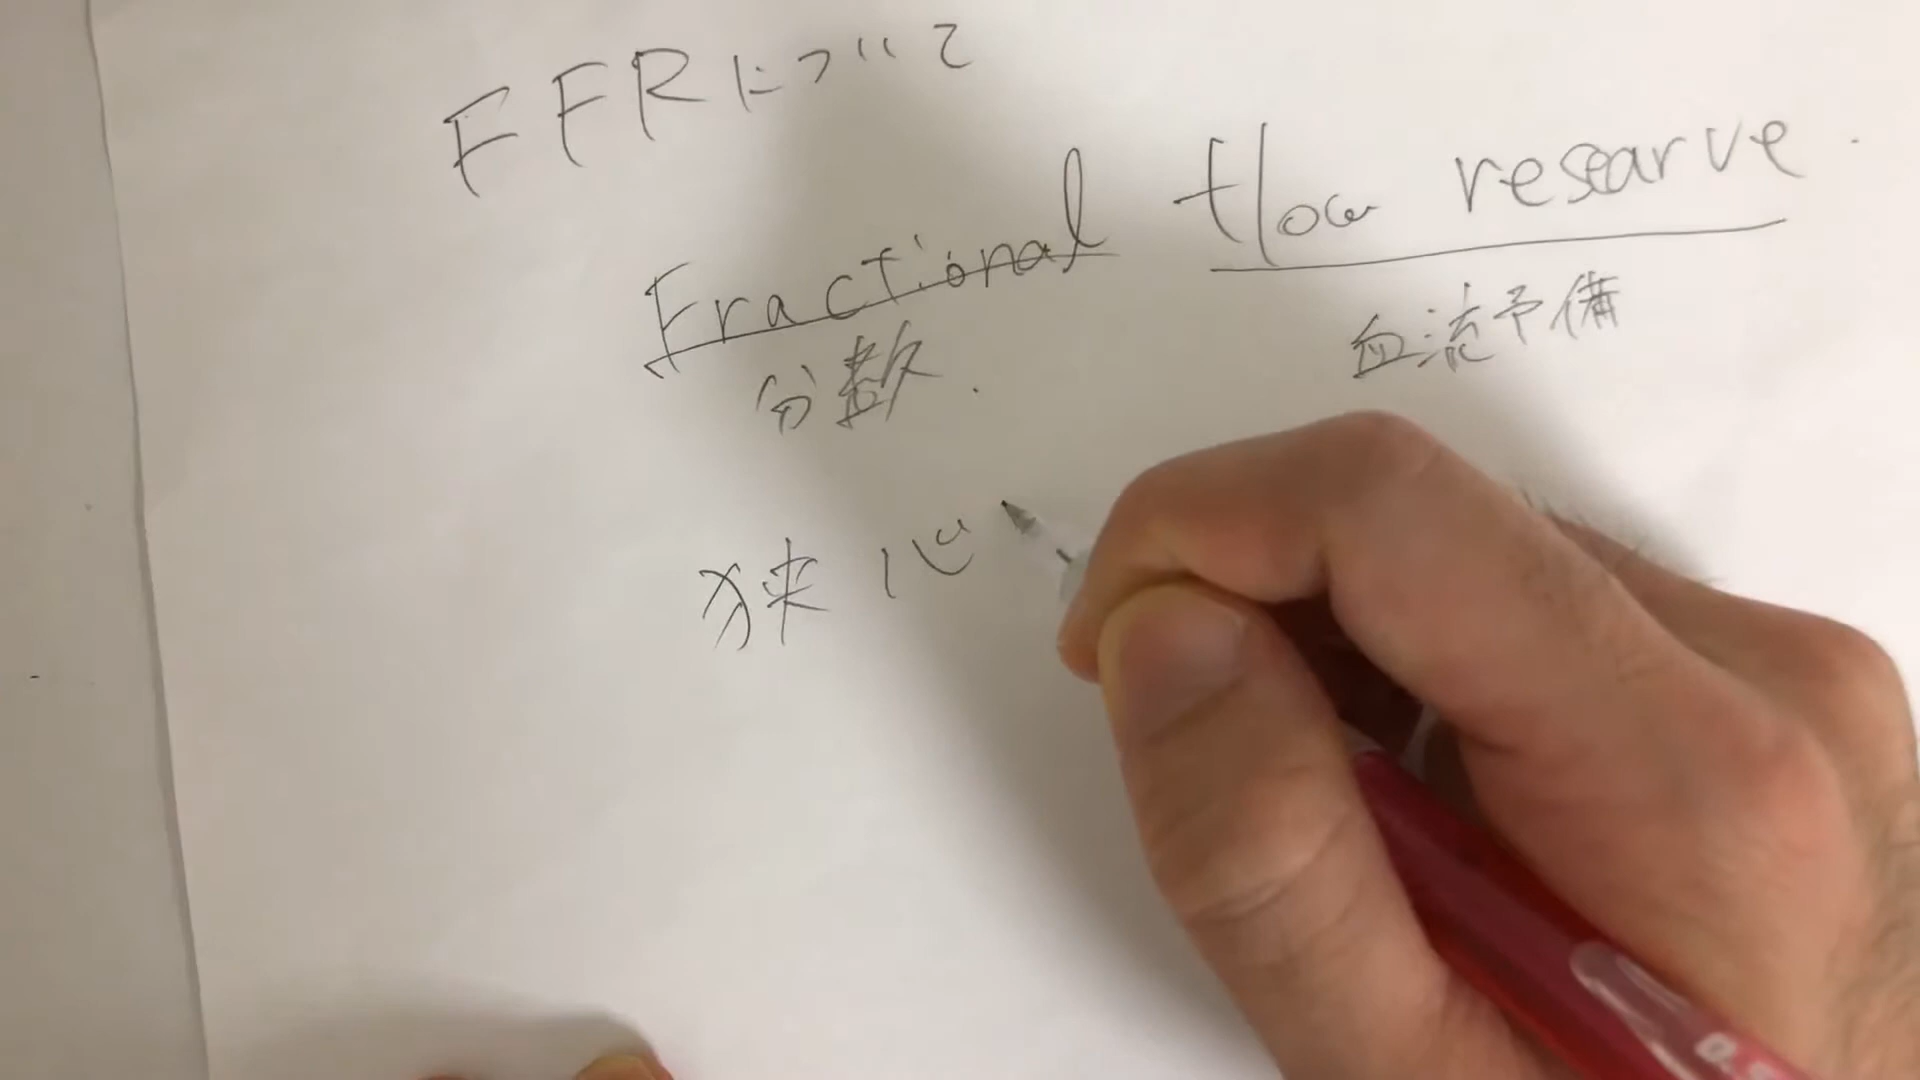 FFRについて
Fractional flow researve.
分数.
血流予備
狭心